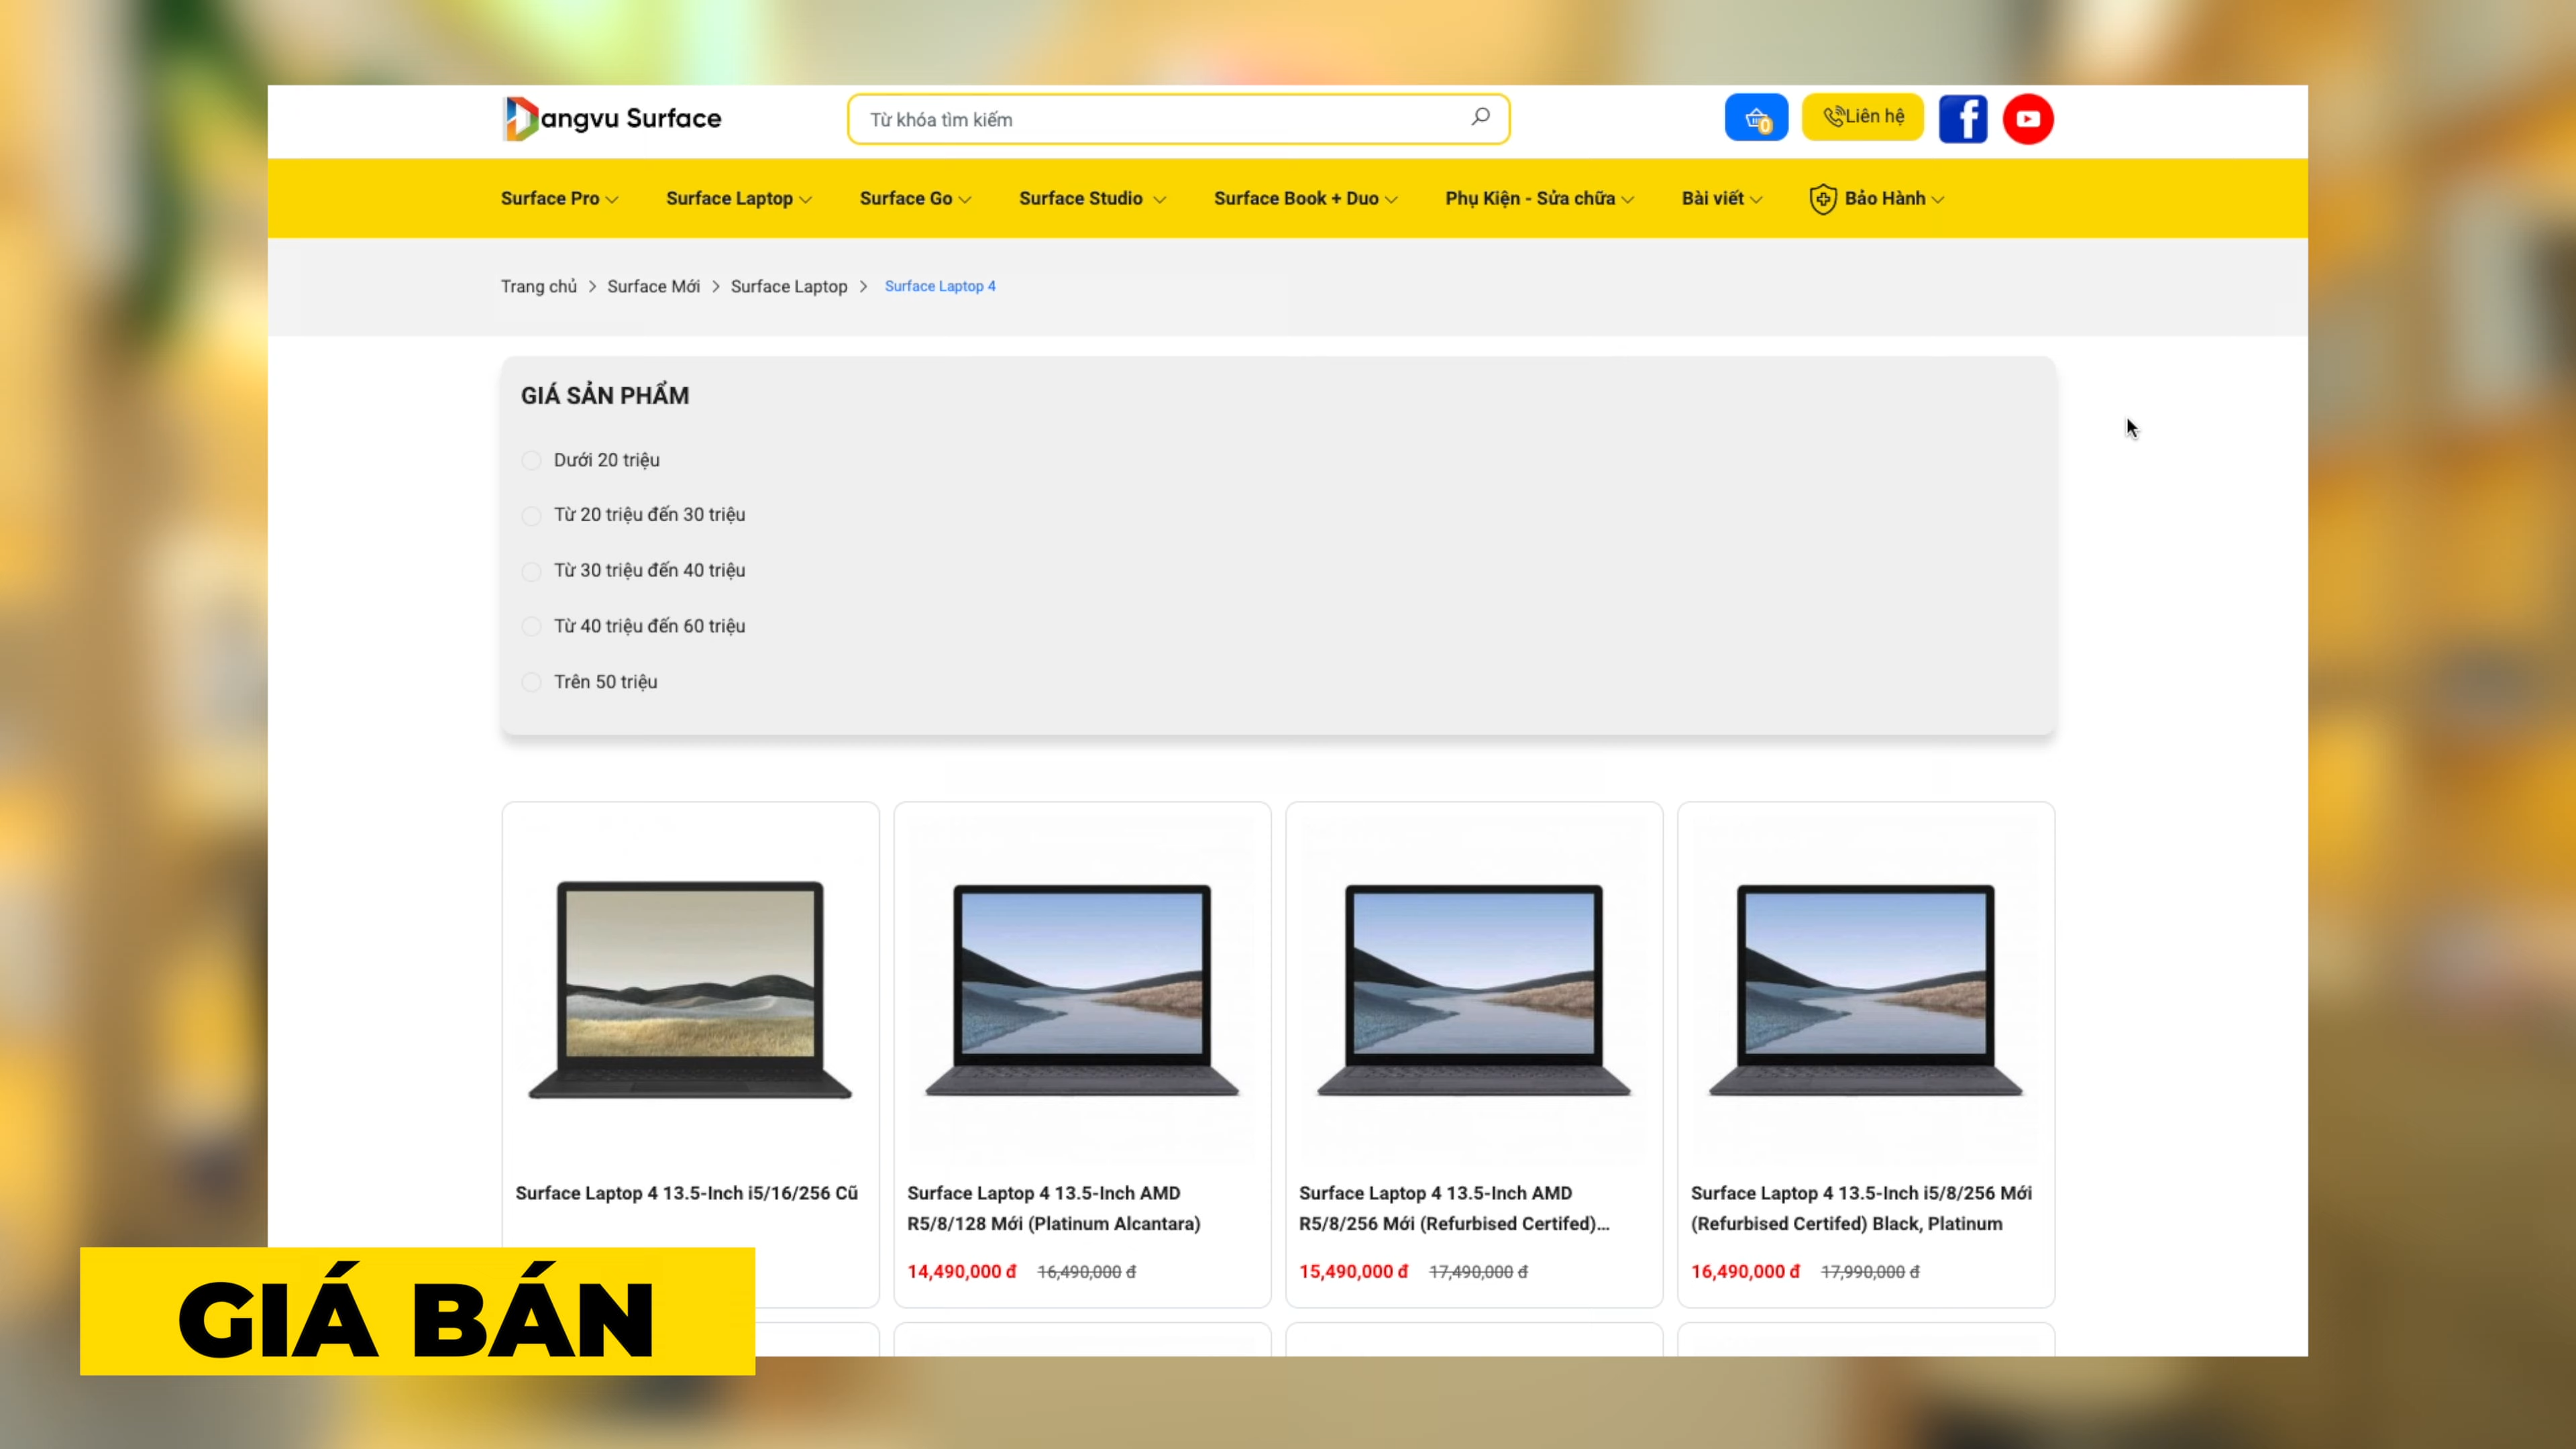 Dangvu Surface
Từ khóa tìm kiếm
0
Liên hệ
Surface Pro
Surface Laptop
Surface Go
Surface Studio
Surface Book + Duo
Phụ Kiện - Sửa chữa
Bài viết
Bảo Hành
Trang chủ > Surface Mới > Surface Laptop > Surface Laptop 4
GIÁ SẢN PHẨM
Dưới 20 triệu
Từ 20 triệu đến 30 triệu
Từ 30 triệu đến 40 triệu
Từ 40 triệu đến 60 triệu
Trên 50 triệu
Surface Laptop 4 13.5-Inch i5/16/256 Cũ
Surface Laptop 4 13.5-Inch AMD
R5/8/128 Mới (Platinum Alcantara)
14,490,000 đ 16,490,000 đ
Surface Laptop 4 13.5-Inch AMD
R5/8/256 Mới (Refurbised Certifed)...
15,490,000 đ 17,490,000 đ
Surface Laptop 4 13.5-Inch i5/8/256 Mới
(Refurbised Certifed) Black, Platinum
16,490,000 đ 17,990,000 đ
GIÁ BÁN